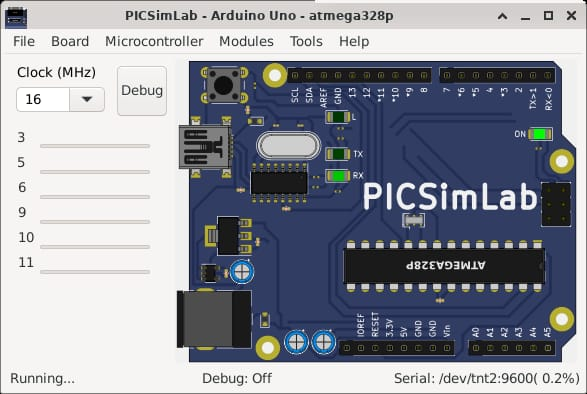 PICSimLab - Arduino Uno - atmega328p
File Board Microcontroller Modules Tools Help
Clock (MHz)
16
Debug
3
5
6
9
10
11
SCL SDA AREF GND 13 12 *11 *10 *9 8 7 *6 *5 4 *3 2 TX>1 RX<0
L
TX
RX
ON
PICSimLab
ATMEGA328P
IOREF RESET 3.3V 5V GND GND Vin A0 A1 A2 A3 A4 A5
Running... Debug: Off Serial: /dev/tnt2:9600( 0.2%)